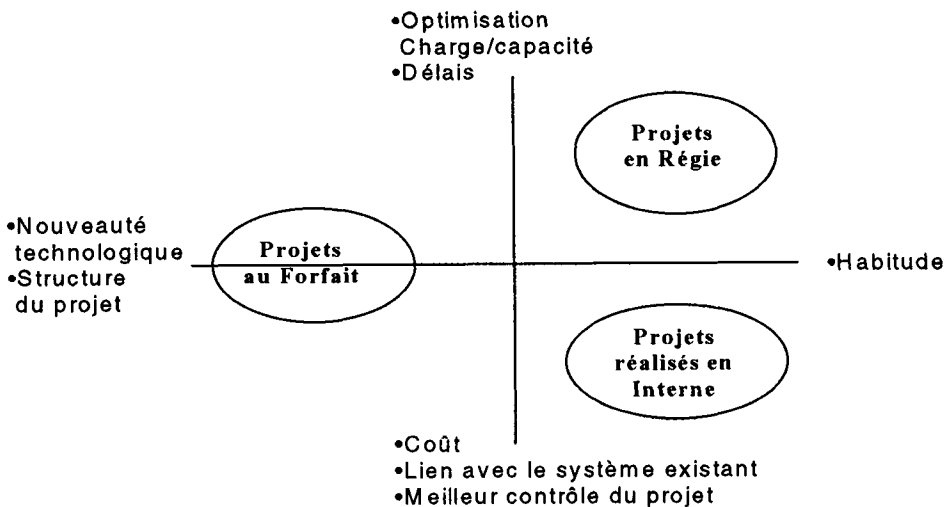 •Optimisation
Charge/capacité
•Délais
Projets
en Régie
•Nouveauté
technologique
•Structure
du projet
Projets
au Forfait
•Habitude
Projets
réalisés en
Interne
•Coût
•Lien avec le système existant
•Meilleur contrôle du projet